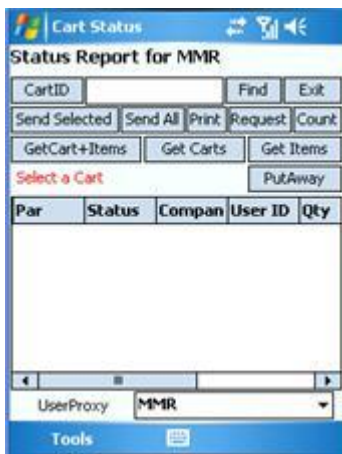 Cart Status
Status Report for MMR
CartID Find Exit
Send Selected Send All Print Request Count
GetCart+Items Get Carts Get Items
Select a Cart PutAway
Par Status Compan User ID Qty
UserProxy MMR
Tools